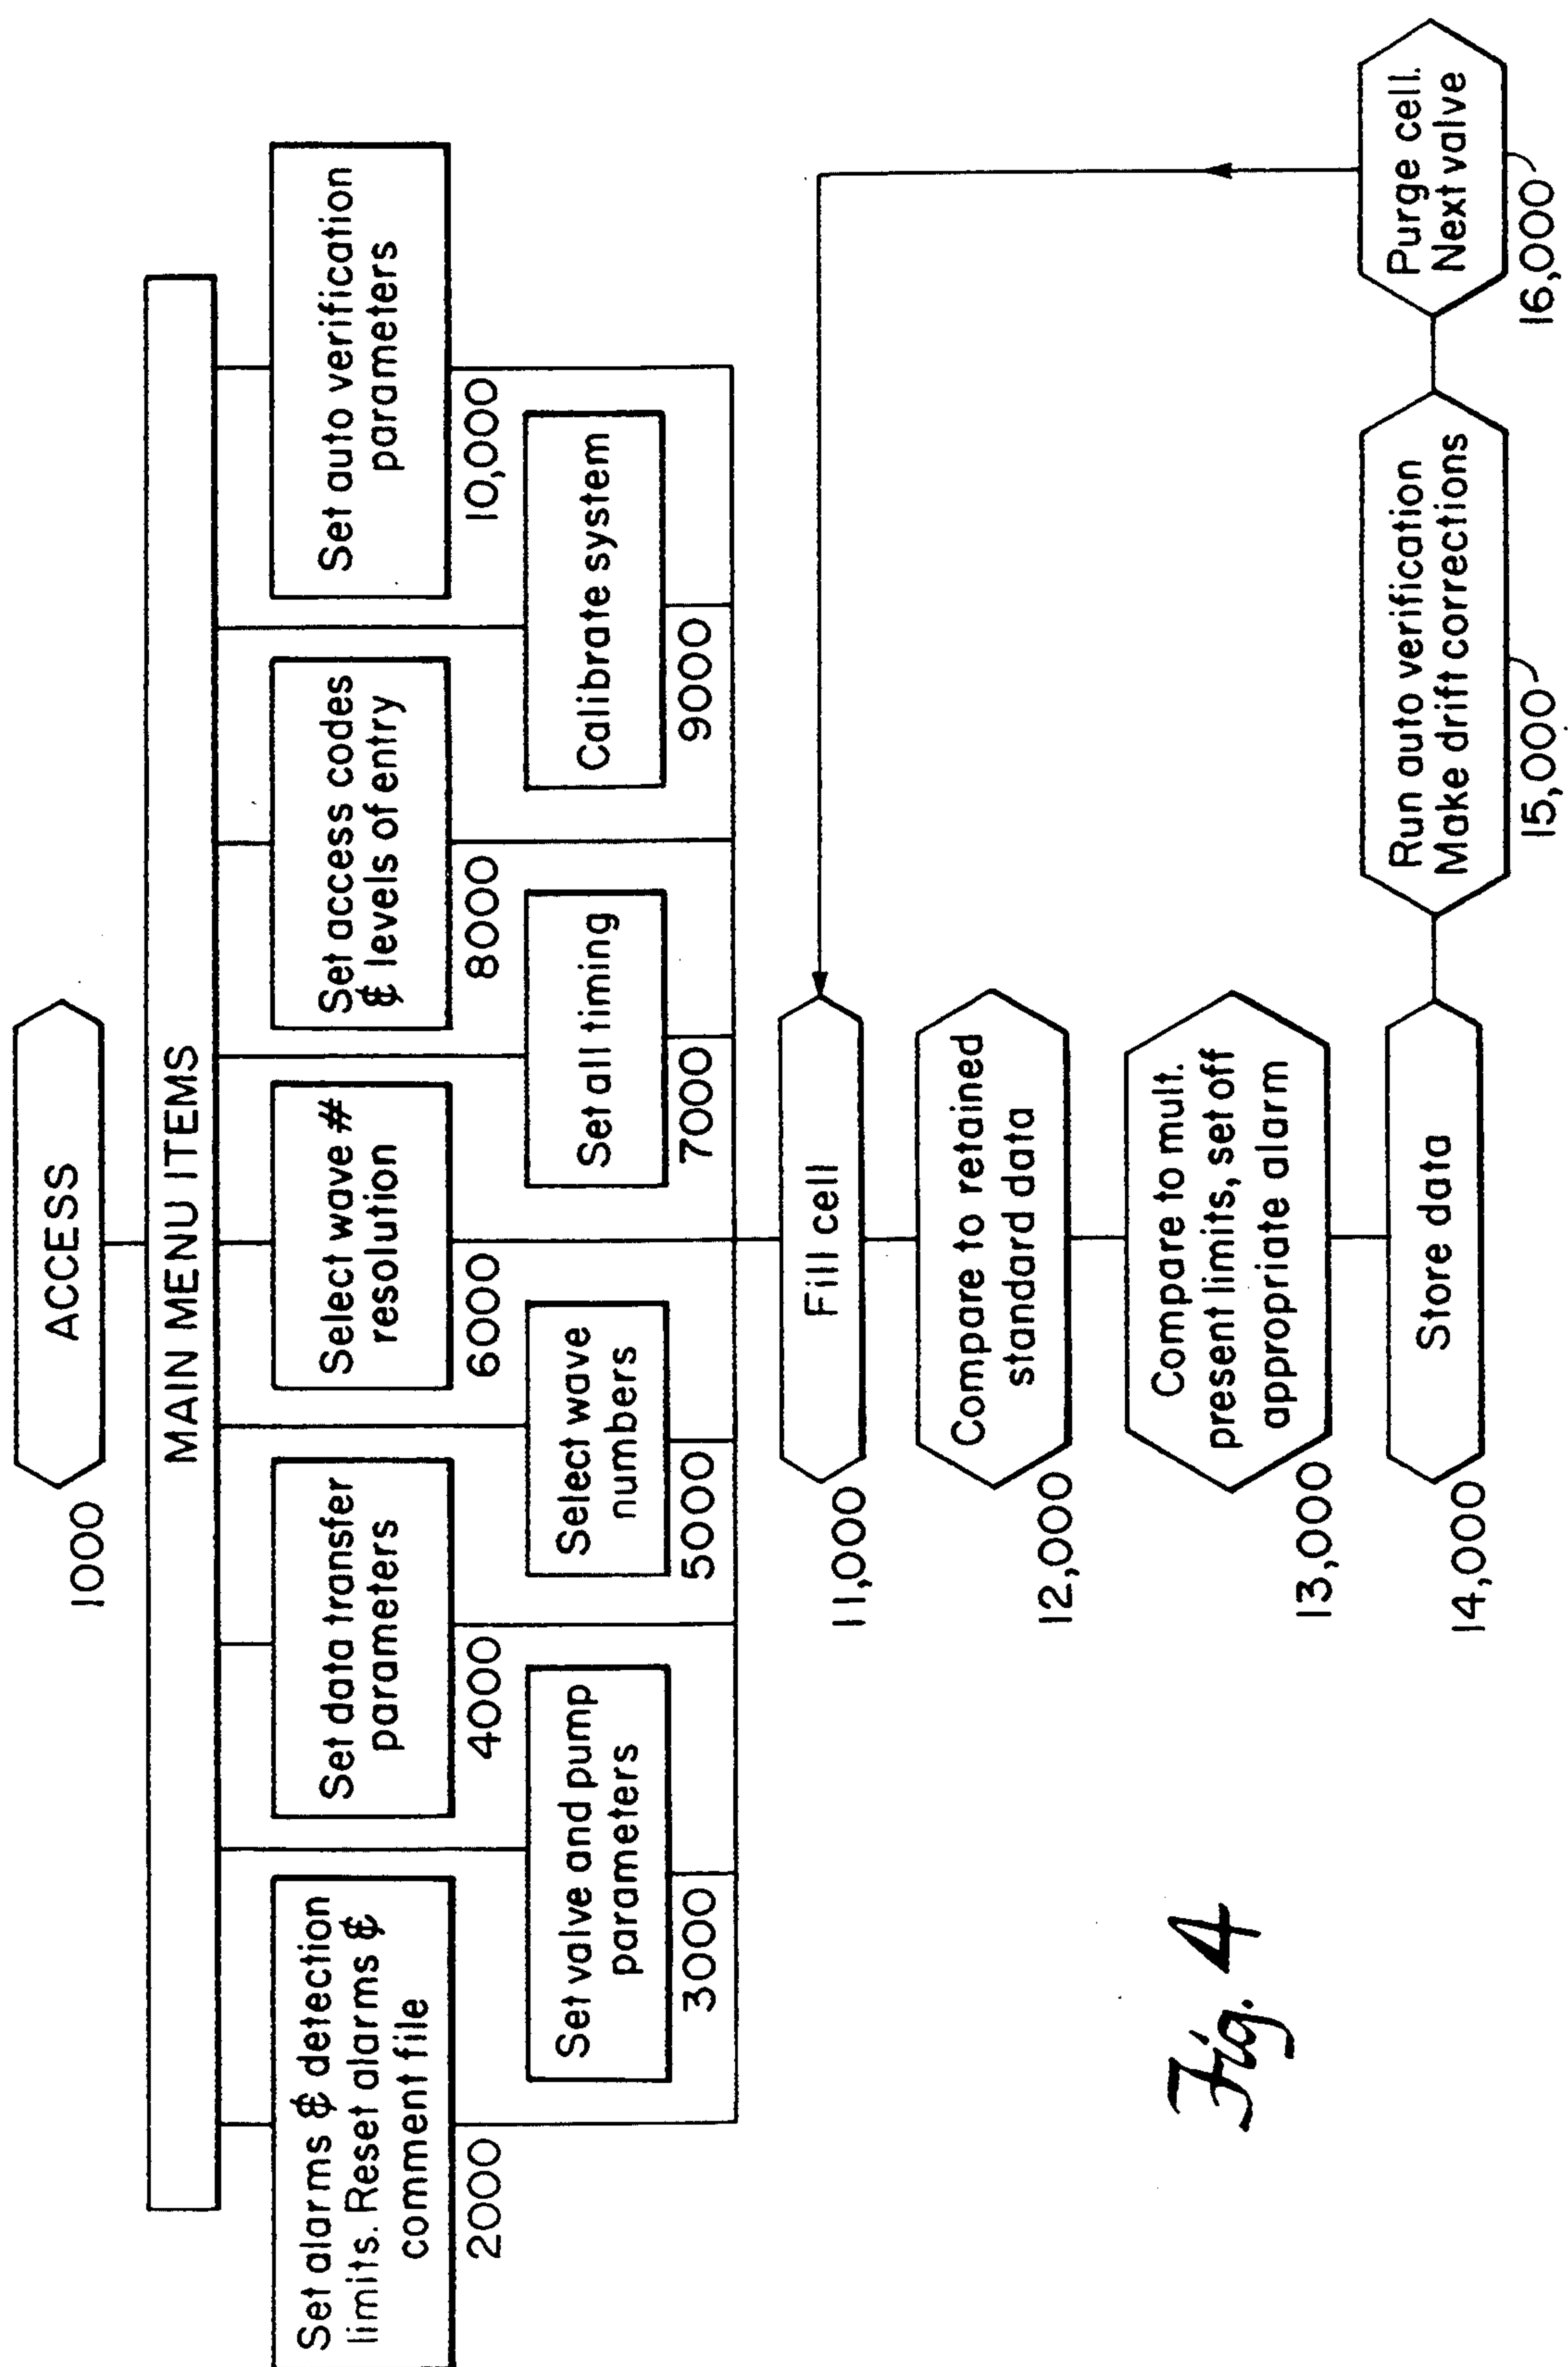 ACCESS
1000
MAIN MENU ITEMS
Set alarms & detection
limits. Reset alarms &
comment file
2000
Set valve and pump
parameters
3000
Set data transfer
parameters
4000
Select wave
numbers
5000
Select wave #
resolution
6000
Set all timing
7000
Set access codes
& levels of entry
8000
Calibrate system
9000
Set auto verification
parameters
10,000
Fill cell
11,000
Compare to retained
standard data
12,000
Compare to mult.
present limits, set off
appropriate alarm
13,000
Store data
14,000
Run auto verification
Make drift corrections
15,000
Purge cell.
Next valve
16,000
Fig. 4